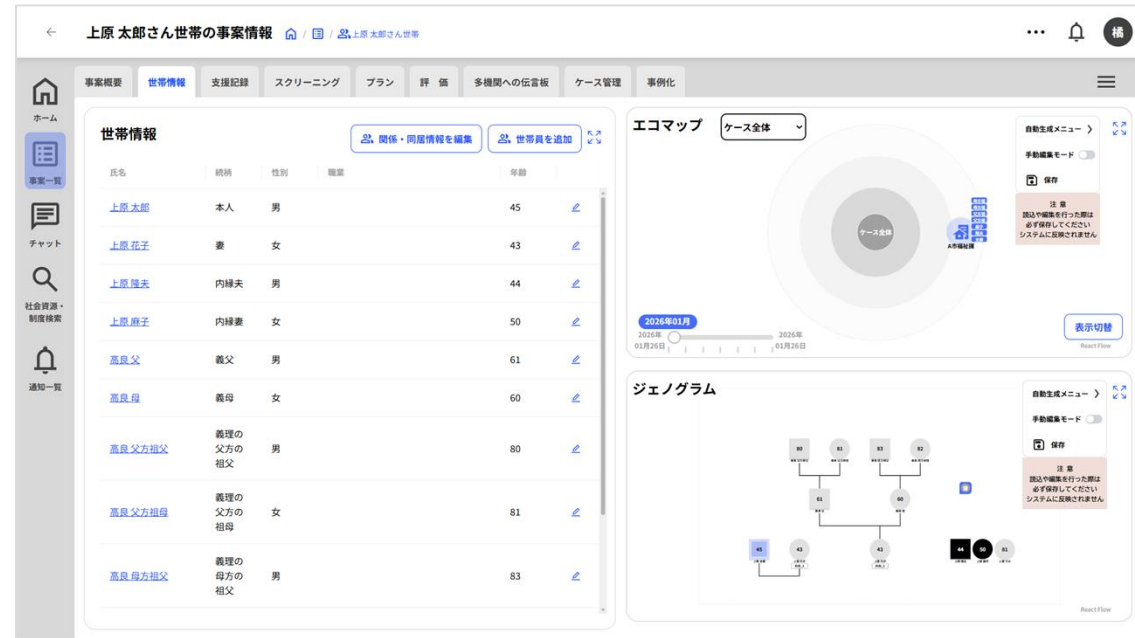 上原 太郎さん世帯の事案情報
上原 太郎さん世帯
橘
ホーム
事案一覧
チャット
社会資源・
制度検索
通知一覧
事案概要
世帯情報
支援記録
スクリーニング
プラン
評 価
多機関への伝言板
ケース管理
事例化
世帯情報
関係・同居情報を編集
世帯員を追加
氏名 続柄 性別 職業 年齢
上原 太郎 本人 男 45
上原 花子 妻 女 43
上原 隆夫 内縁夫 男 44
上原 麻子 内縁妻 女 50
高良 父 義父 男 61
高良 母 義母 女 60
高良 父方祖父 義理の 男 80
父方の
祖父
高良 父方祖母 義理の 女 81
父方の
祖母
高良 母方祖父 義理の 男 83
母方の
祖父
エコマップ
ケース全体
自動生成メニュー
手動編集モード
保存
注 意
読込や編集を行った際は
必ず保存してください
システムに反映されません
ケース全体
A市福祉課
2026年01月
2026年
01月26日
2026年
01月26日
表示切替
React Flow
ジェノグラム
自動生成メニュー
手動編集モード
保存
注 意
読込や編集を行った際は
必ず保存してください
システムに反映されません
80 81 83 82
61 60
45 43 43 44 50 81
React Flow